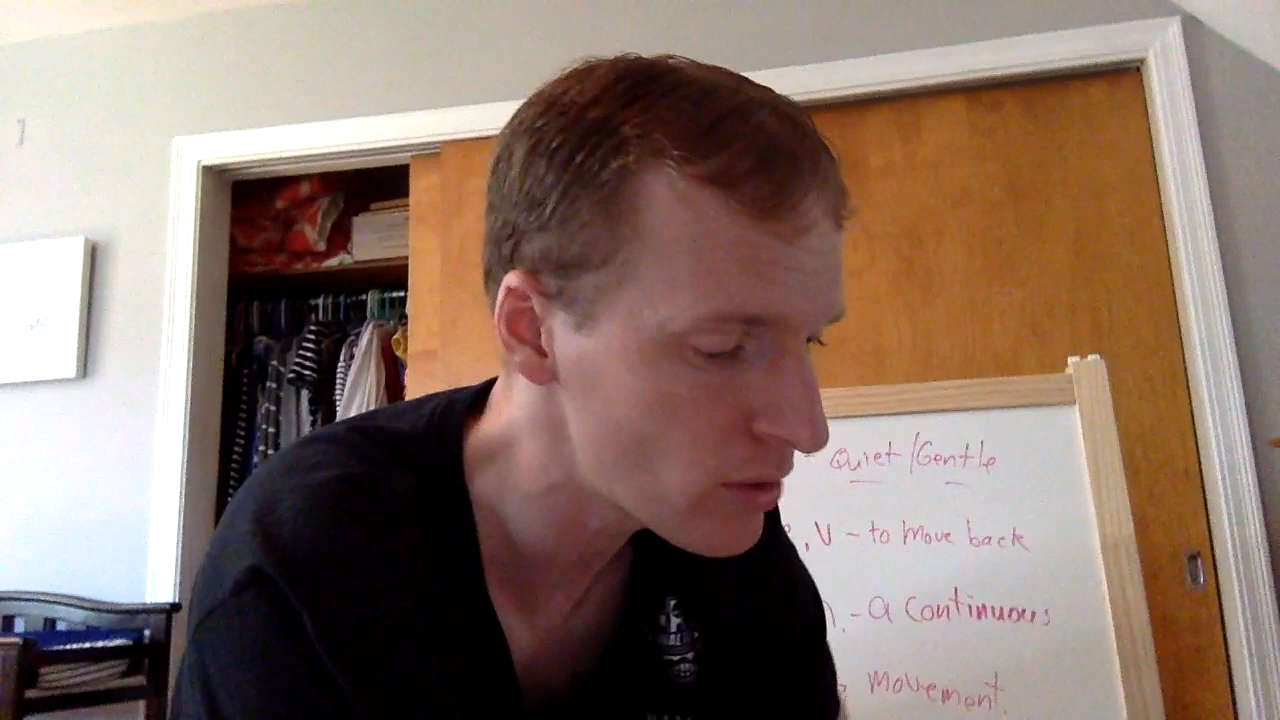 - Quiet/Gentle
, V - to move back
n. - a continuous
movement.